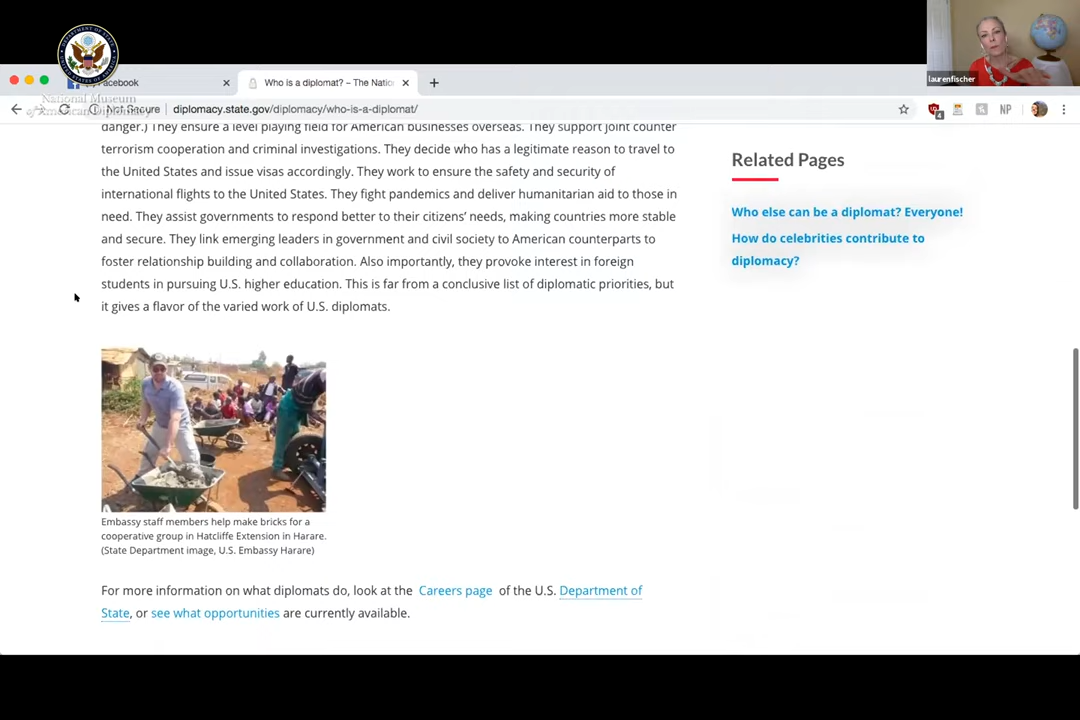 laurenfischer
Facebook
Who is a diplomat? – The Natio
National Museum
of American Diplomacy
Not Secure
diplomacy.state.gov/diplomacy/who-is-a-diplomat/
4
NP
danger.) They ensure a level playing field for American businesses overseas. They support joint counter
terrorism cooperation and criminal investigations. They decide who has a legitimate reason to travel to
the United States and issue visas accordingly. They work to ensure the safety and security of
international flights to the United States. They fight pandemics and deliver humanitarian aid to those in
need. They assist governments to respond better to their citizens’ needs, making countries more stable
and secure. They link emerging leaders in government and civil society to American counterparts to
foster relationship building and collaboration. Also importantly, they provoke interest in foreign
students in pursuing U.S. higher education. This is far from a conclusive list of diplomatic priorities, but
it gives a flavor of the varied work of U.S. diplomats.
Embassy staff members help make bricks for a
cooperative group in Hatcliffe Extension in Harare.
(State Department image, U.S. Embassy Harare)
For more information on what diplomats do, look at the Careers page of the U.S. Department of
State, or see what opportunities are currently available.
Related Pages
Who else can be a diplomat? Everyone!
How do celebrities contribute to
diplomacy?